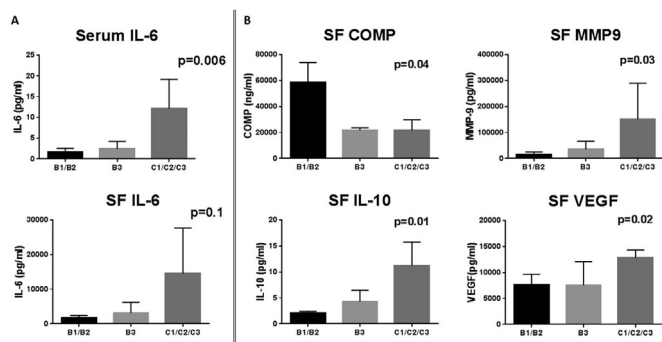 A
Serum IL-6
p=0.006
IL-6 (pg/ml)
25
20
15
10
5
0
B1/B2
B3
C1/C2/C3
SF IL-6
p=0.1
IL-6 (pg/ml)
30000
20000
10000
0
B1/B2
B3
C1/C2/C3
B
SF COMP
p=0.04
COMP (ng/ml)
80000
60000
40000
20000
0
B1/B2
B3
C1/C2/C3
SF MMP9
p=0.03
MMP-9 (pg/ml)
400000
300000
200000
100000
0
B1/B2
B3
C1/C2/C3
SF IL-10
p=0.01
IL-10 (pg/ml)
20
15
10
5
0
B1/B2
B3
C1/C2/C3
SF VEGF
p=0.02
VEGF(pg/ml)
20000
15000
10000
5000
0
B1/B2
B3
C1/C2/C3